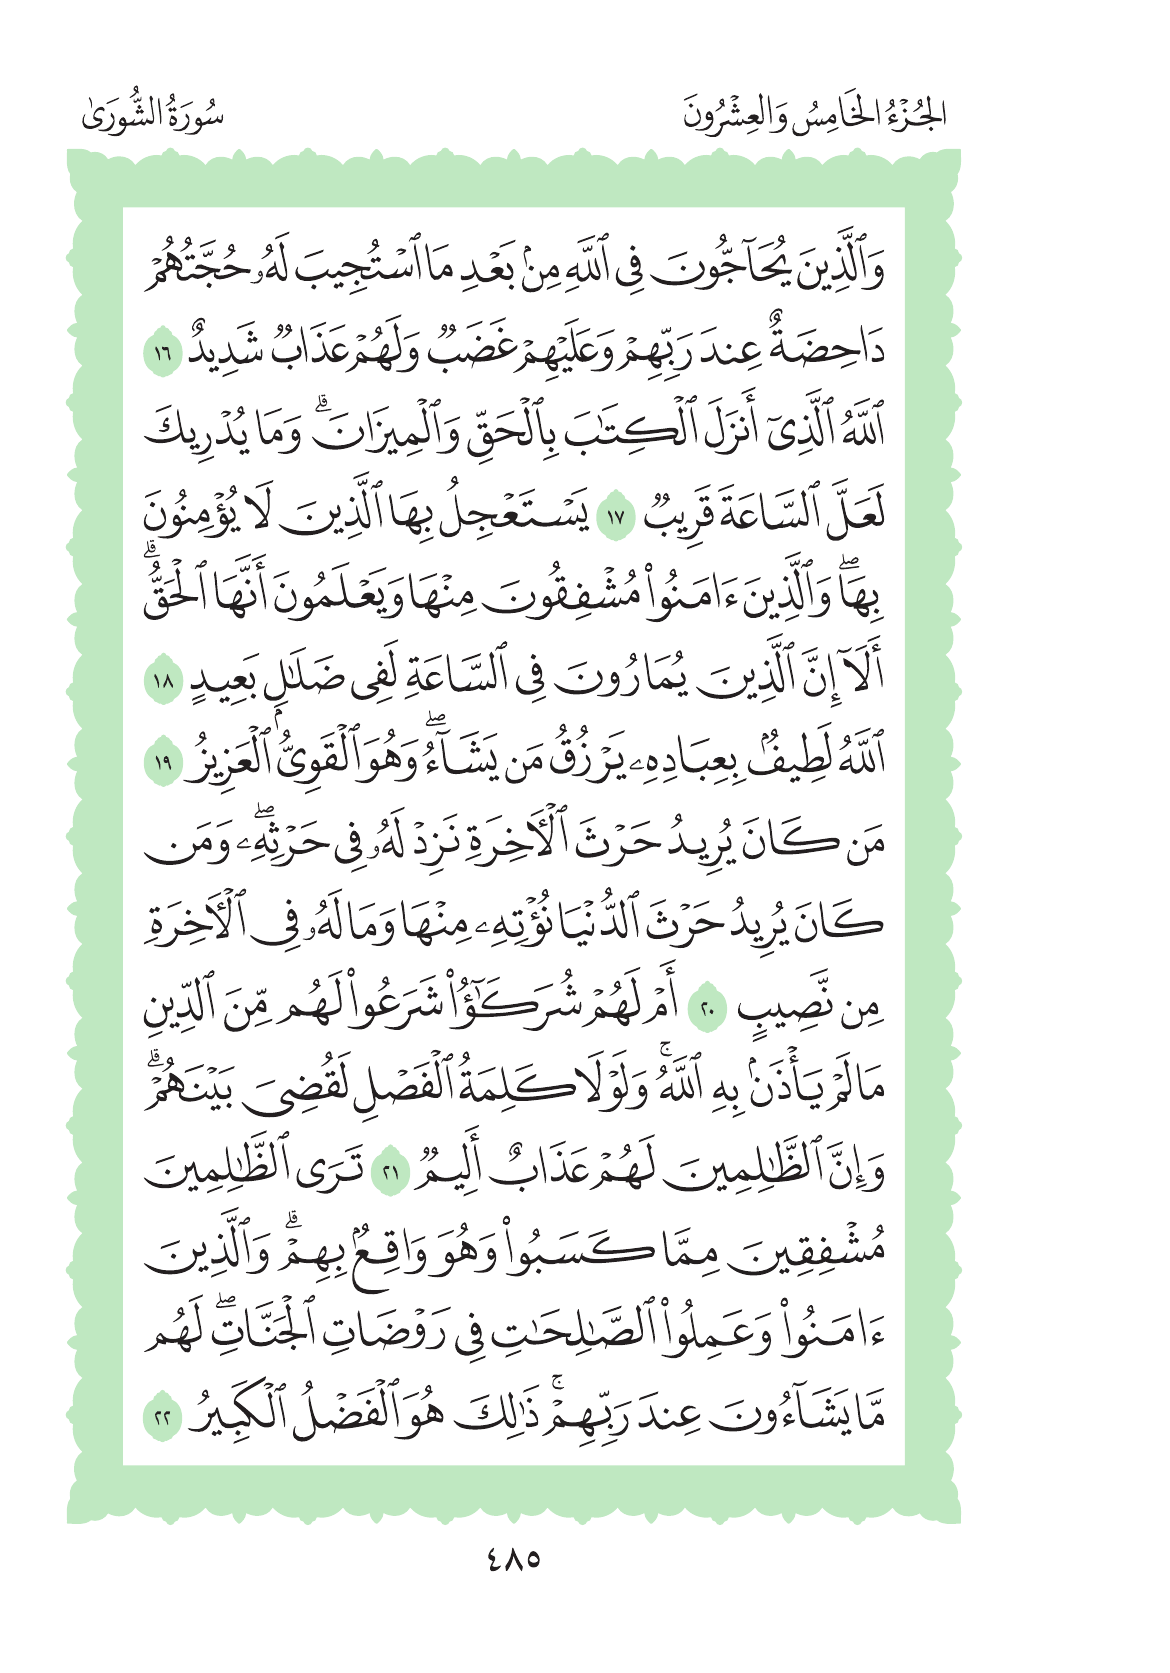 الجُزْءُ الخَامِسُ وَالعِشْرُونَ
سُورَةُ الشُّورَىٰ
وَٱلَّذِينَ يُحَآجُّونَ فِى ٱللَّهِ مِنۢ بَعْدِ مَا ٱسْتُجِيبَ لَهُۥ حُجَّتُهُمْ
دَاحِضَةٌ عِندَ رَبِّهِمْ وَعَلَيْهِمْ غَضَبٌ وَلَهُمْ عَذَابٌ شَدِيدٌ ١٦
ٱللَّهُ ٱلَّذِىٓ أَنزَلَ ٱلْكِتَٰبَ بِٱلْحَقِّ وَٱلْمِيزَانَ ۗ وَمَا يُدْرِيكَ
لَعَلَّ ٱلسَّاعَةَ قَرِيبٌ ١٧ يَسْتَعْجِلُ بِهَا ٱلَّذِينَ لَا يُؤْمِنُونَ
بِهَا ۖ وَٱلَّذِينَ ءَامَنُوا۟ مُشْفِقُونَ مِنْهَا وَيَعْلَمُونَ أَنَّهَا ٱلْحَقُّ ۗ
أَلَآ إِنَّ ٱلَّذِينَ يُمَارُونَ فِى ٱلسَّاعَةِ لَفِى ضَلَٰلٍۭ بَعِيدٍ ١٨
ٱللَّهُ لَطِيفٌۢ بِعِبَادِهِۦ يَرْزُقُ مَن يَشَآءُ ۖ وَهُوَ ٱلْقَوِىُّ ٱلْعَزِيزُ ١٩
مَن كَانَ يُرِيدُ حَرْثَ ٱلْءَاخِرَةِ نَزِدْ لَهُۥ فِى حَرْثِهِۦ ۖ وَمَن
كَانَ يُرِيدُ حَرْثَ ٱلدُّنْيَا نُؤْتِهِۦ مِنْهَا وَمَا لَهُۥ فِى ٱلْءَاخِرَةِ
مِن نَّصِيبٍ ٢٠ أَمْ لَهُمْ شُرَكَٰٓؤُا۟ شَرَعُوا۟ لَهُم مِّنَ ٱلدِّينِ
مَا لَمْ يَأْذَنۢ بِهِ ٱللَّهُ ۚ وَلَوْلَا كَلِمَةُ ٱلْفَصْلِ لَقُضِىَ بَيْنَهُمْ ۗ
وَإِنَّ ٱلظَّٰلِمِينَ لَهُمْ عَذَابٌ أَلِيمٌ ٢١ تَرَى ٱلظَّٰلِمِينَ
مُشْفِقِينَ مِمَّا كَسَبُوا۟ وَهُوَ وَاقِعٌۢ بِهِمْ ۗ وَٱلَّذِينَ
ءَامَنُوا۟ وَعَمِلُوا۟ ٱلصَّٰلِحَٰتِ فِى رَوْضَاتِ ٱلْجَنَّاتِ ۖ لَهُم
مَّا يَشَآءُونَ عِندَ رَبِّهِمْ ۚ ذَٰلِكَ هُوَ ٱلْفَضْلُ ٱلْكَبِيرُ ٢٢
٤٨٥